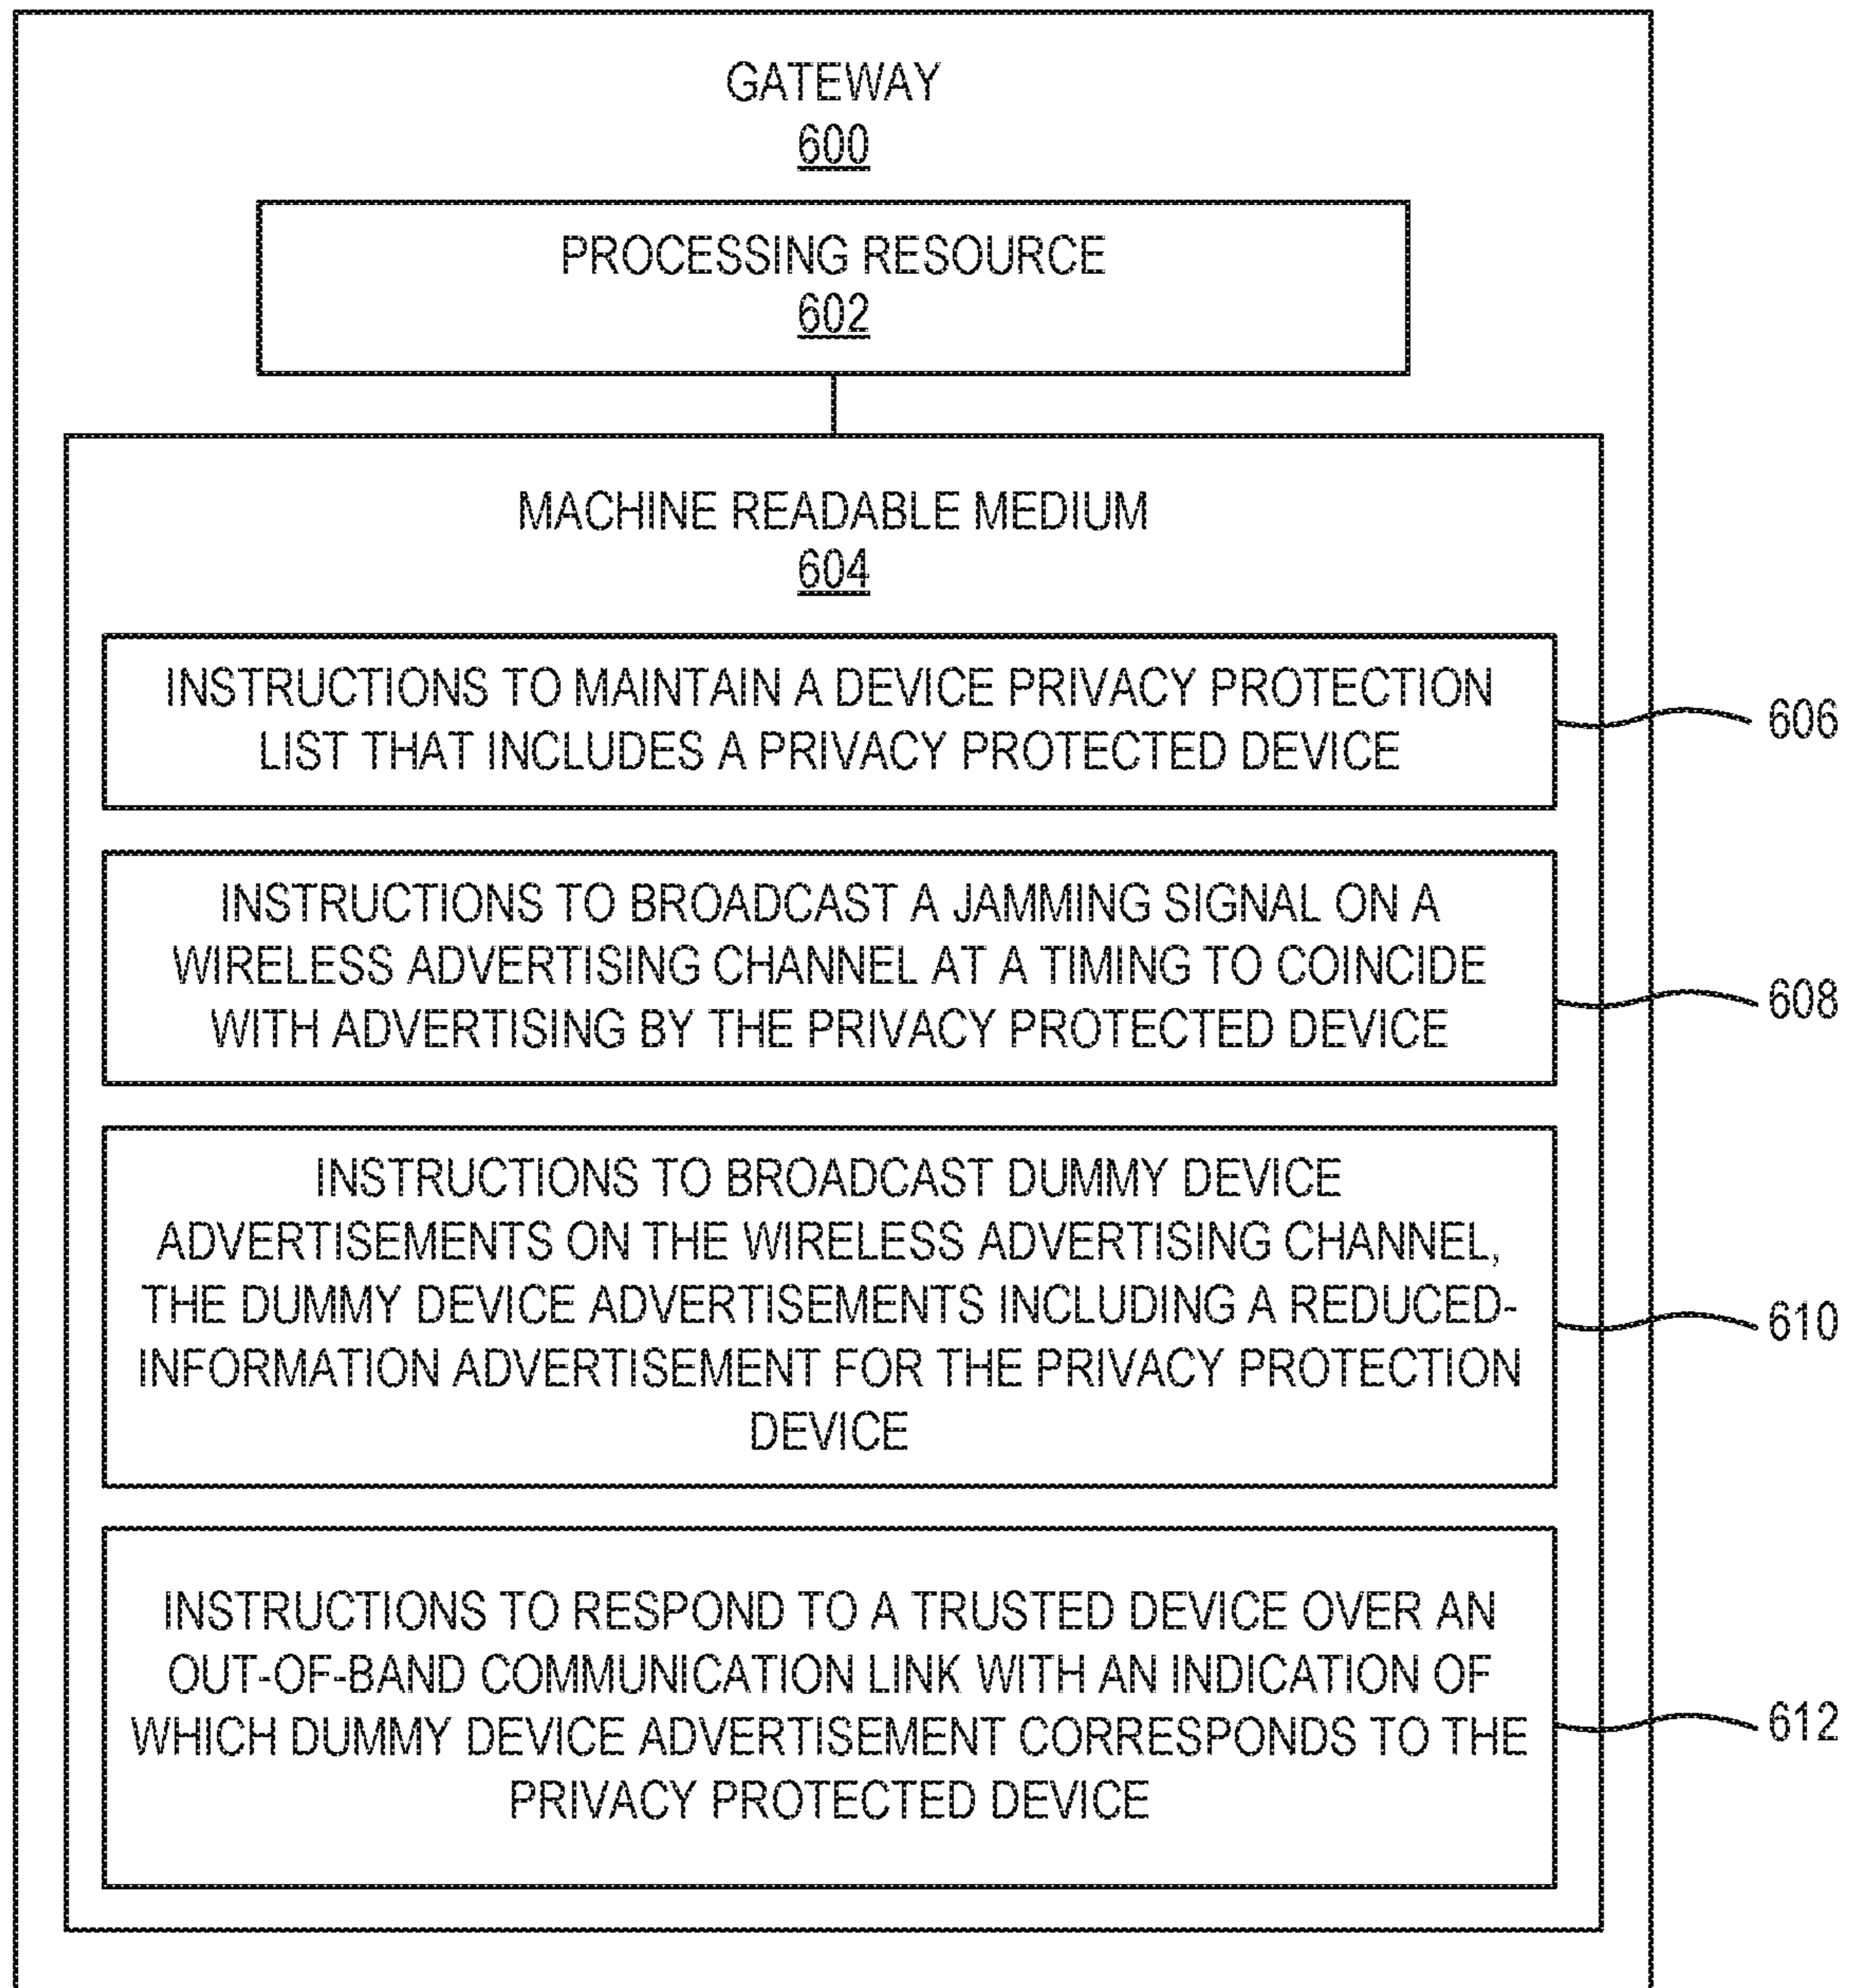 GATEWAY
600
PROCESSING RESOURCE
602
MACHINE READABLE MEDIUM
604
INSTRUCTIONS TO MAINTAIN A DEVICE PRIVACY PROTECTION
LIST THAT INCLUDES A PRIVACY PROTECTED DEVICE
606
INSTRUCTIONS TO BROADCAST A JAMMING SIGNAL ON A
WIRELESS ADVERTISING CHANNEL AT A TIMING TO COINCIDE
WITH ADVERTISING BY THE PRIVACY PROTECTED DEVICE
608
INSTRUCTIONS TO BROADCAST DUMMY DEVICE
ADVERTISEMENTS ON THE WIRELESS ADVERTISING CHANNEL,
THE DUMMY DEVICE ADVERTISEMENTS INCLUDING A REDUCED-
INFORMATION ADVERTISEMENT FOR THE PRIVACY PROTECTION
DEVICE
610
INSTRUCTIONS TO RESPOND TO A TRUSTED DEVICE OVER AN
OUT-OF-BAND COMMUNICATION LINK WITH AN INDICATION OF
WHICH DUMMY DEVICE ADVERTISEMENT CORRESPONDS TO THE
PRIVACY PROTECTED DEVICE
612